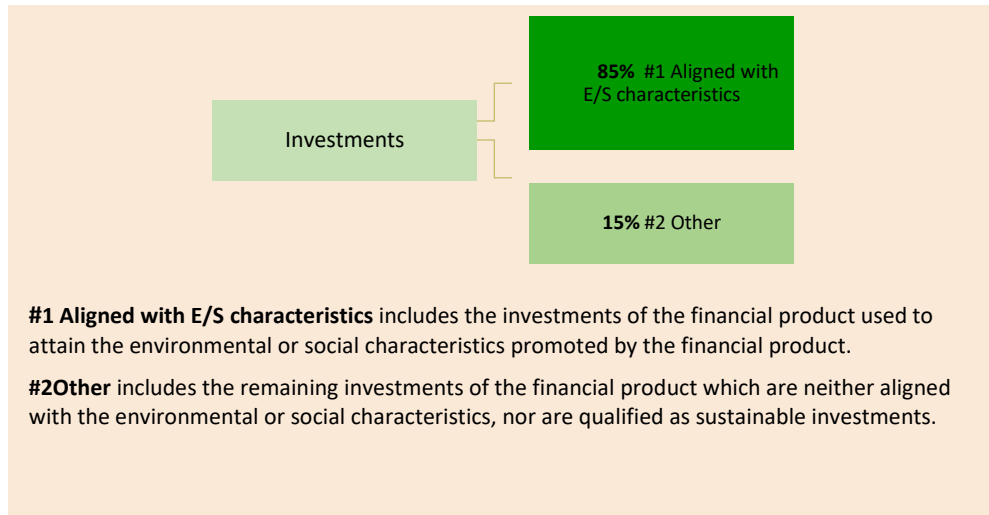 85% #1 Aligned with
E/S characteristics
Investments
15% #2 Other
#1 Aligned with E/S characteristics includes the investments of the financial product used to
attain the environmental or social characteristics promoted by the financial product.
#2Other includes the remaining investments of the financial product which are neither aligned
with the environmental or social characteristics, nor are qualified as sustainable investments.